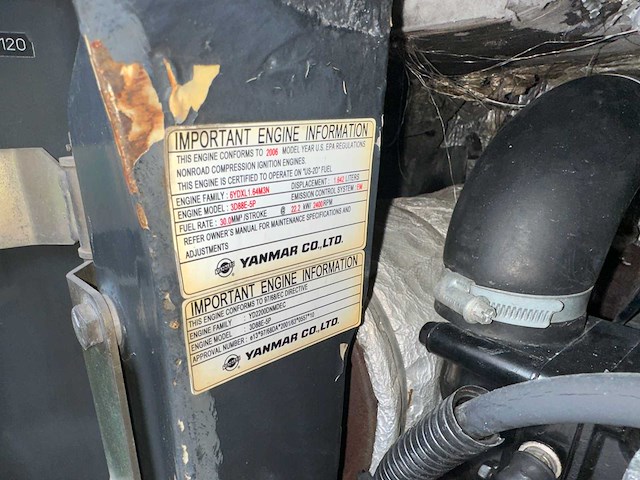 120
IMPORTANT ENGINE INFORMATION
THIS ENGINE CONFORMS TO 2006 MODEL YEAR U.S. EPA REGULATIONS
NONROAD COMPRESSION IGNITION ENGINES.
THIS ENGINE IS CERTIFIED TO OPERATE ON "US-2D" FUEL
ENGINE FAMILY : 6YDXL1.64M3N DISPLACEMENT : 1.642 LITERS
ENGINE MODEL : 3D88E-5P EMISSION CONTROL SYSTEM : EM
FUEL RATE : 30.0MM³/STROKE @ 22.2 kW/ 2400 RPM
REFER OWNER'S MANUAL FOR MAINTENANCE SPECIFICATIONS AND
ADJUSTMENTS
YANMAR CO.,LTD.
IMPORTANT ENGINE INFORMATION
THIS ENGINE CONFORMS TO 97/68/EC DIRECTIVE
ENGINE FAMILY : YD2200DNMDEC
ENGINE MODEL : 3D88E-5P
APPROVAL NUMBER :
YANMAR CO.,LTD.